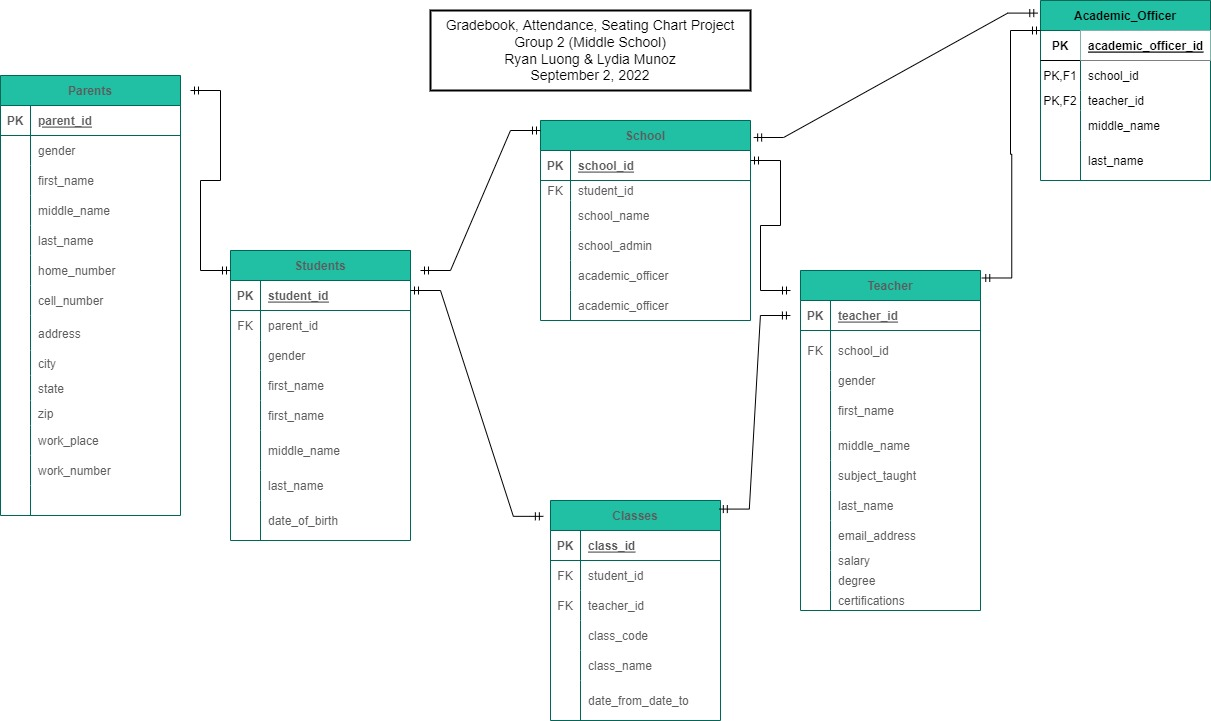 Gradebook, Attendance, Seating Chart Project
Group 2 (Middle School)
Ryan Luong & Lydia Munoz
September 2, 2022
Parents
PK parent_id
gender
first_name
middle_name
last_name
home_number
cell_number
address
city
state
zip
work_place
work_number
Students
PK student_id
FK parent_id
gender
first_name
first_name
middle_name
last_name
date_of_birth
School
PK school_id
FK student_id
school_name
school_admin
academic_officer
academic_officer
Classes
PK class_id
FK student_id
FK teacher_id
class_code
class_name
date_from_date_to
Teacher
PK teacher_id
FK school_id
gender
first_name
middle_name
subject_taught
last_name
email_address
salary
degree
certifications
Academic_Officer
PK academic_officer_id
PK,F1 school_id
PK,F2 teacher_id
middle_name
last_name